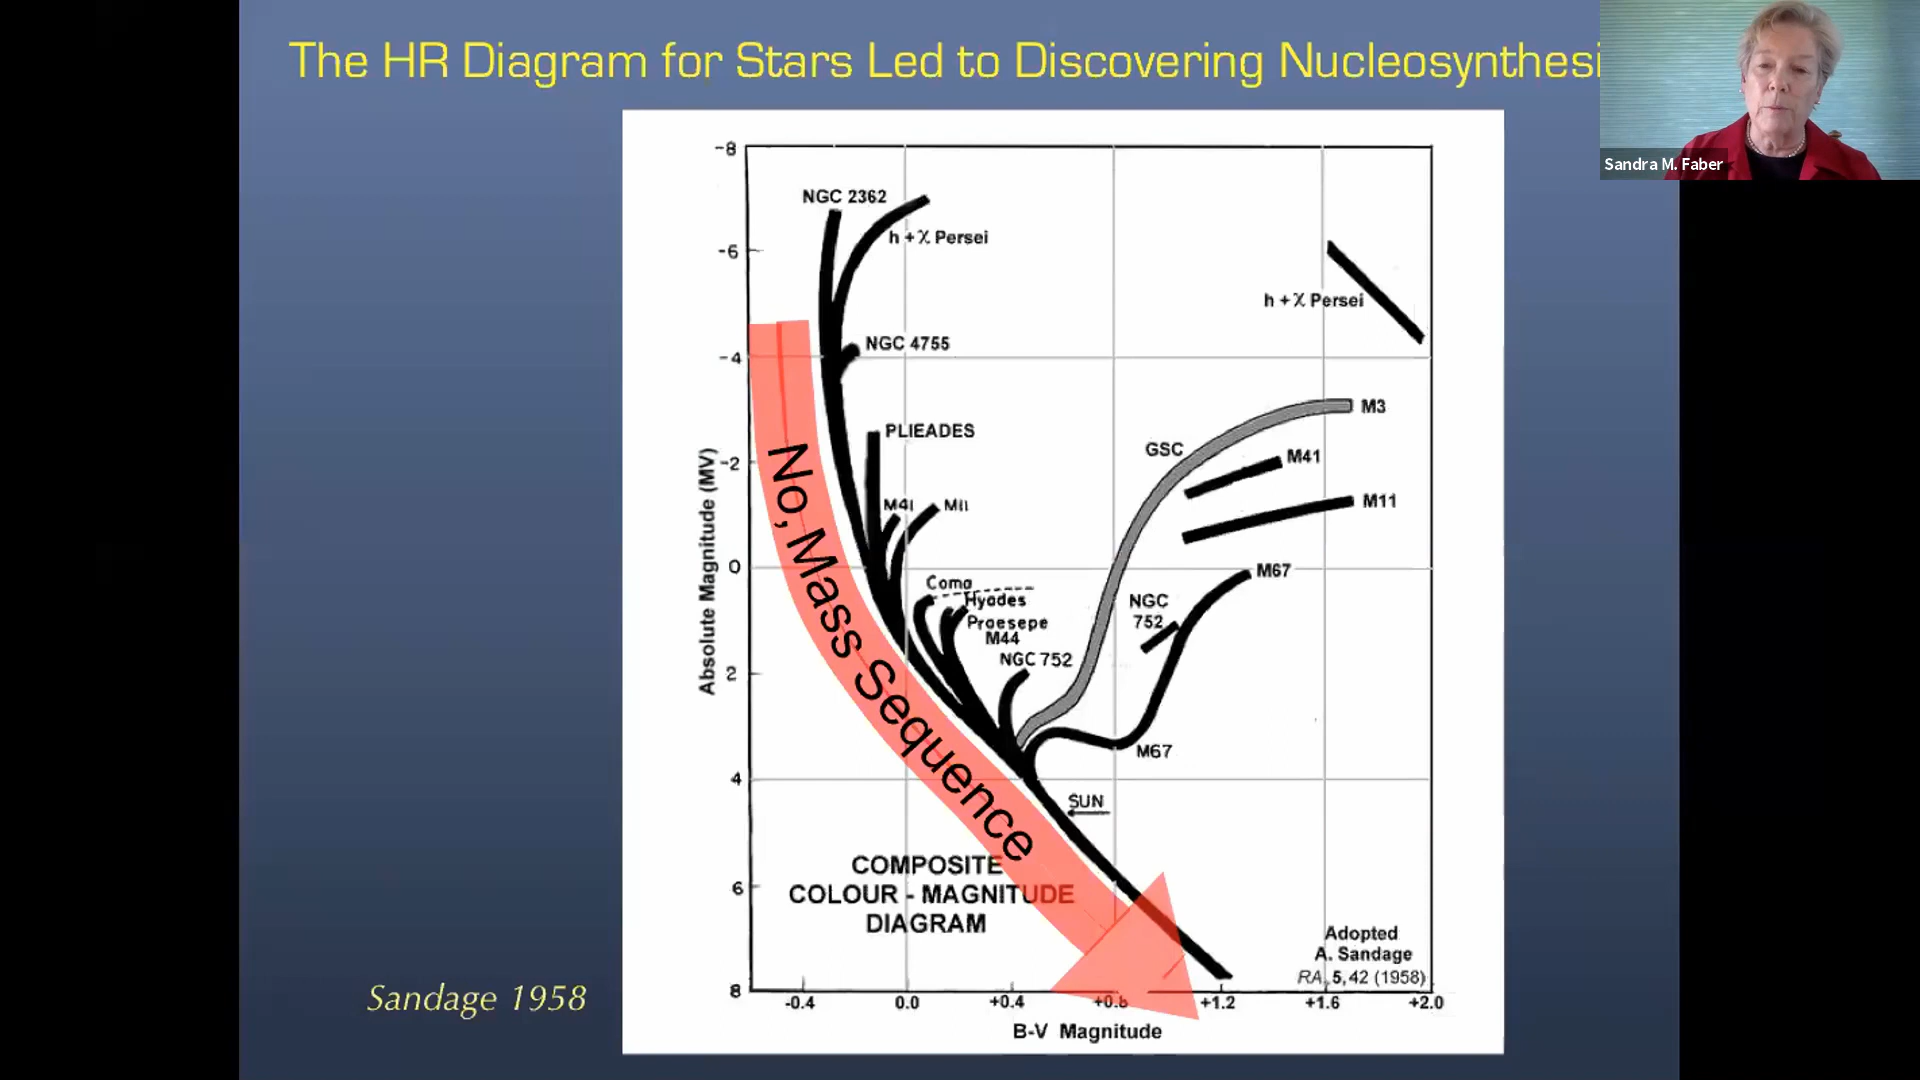 The HR Diagram for Stars Led to Discovering Nucleosynthesi
Sandra M. Faber
-8
NGC 2362
h + χ Persei
-6
h + χ Persei
NGC 4755
-4
M3
PLIEADES
GSC
M41
-2
M41
M11
M11
0
M67
Coma
Hyades
NGC
752
Praesepe
M44
NGC 752
2
M67
4
SUN
6
8
Absolute Magnitude (MV)
No, Mass Sequence
COMPOSITE
COLOUR - MAGNITUDE
DIAGRAM
Adopted
A. Sandage
RA, 5, 42 (1958)
-0.4 0.0 +0.4 +0.8 +1.2 +1.6 +2.0
B-V Magnitude
Sandage 1958